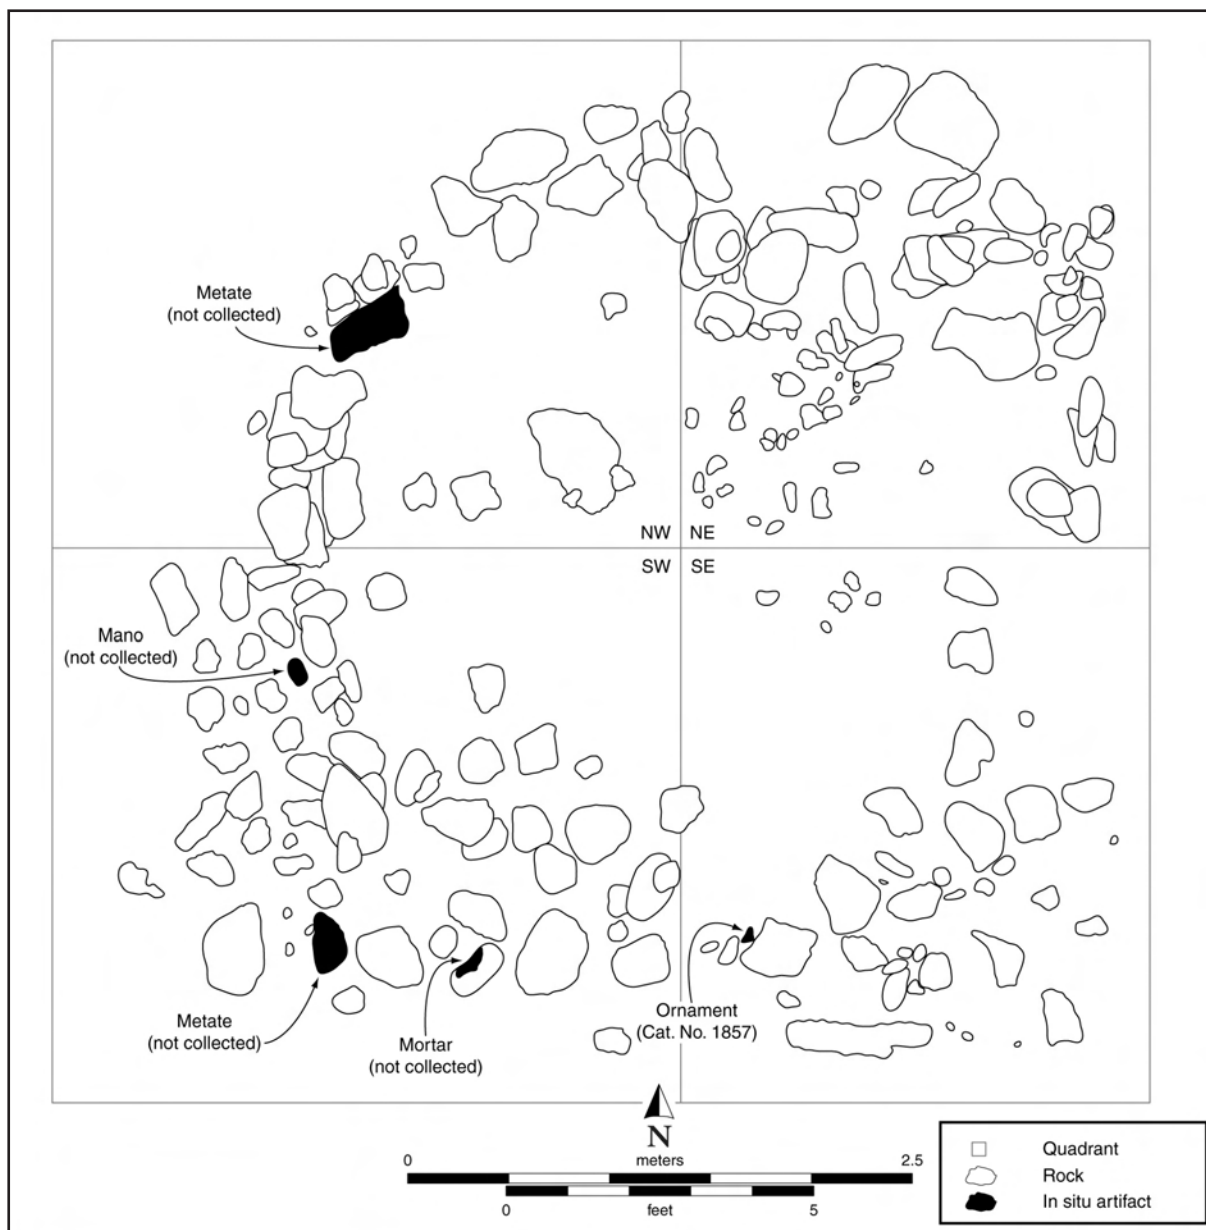 Metate
(not collected)
NW NE
SW SE
Mano
(not collected)
Metate
(not collected)
Mortar
(not collected)
Ornament
(Cat. No. 1857)
N
0 meters 2.5
0 feet 5
Quadrant
Rock
In situ artifact